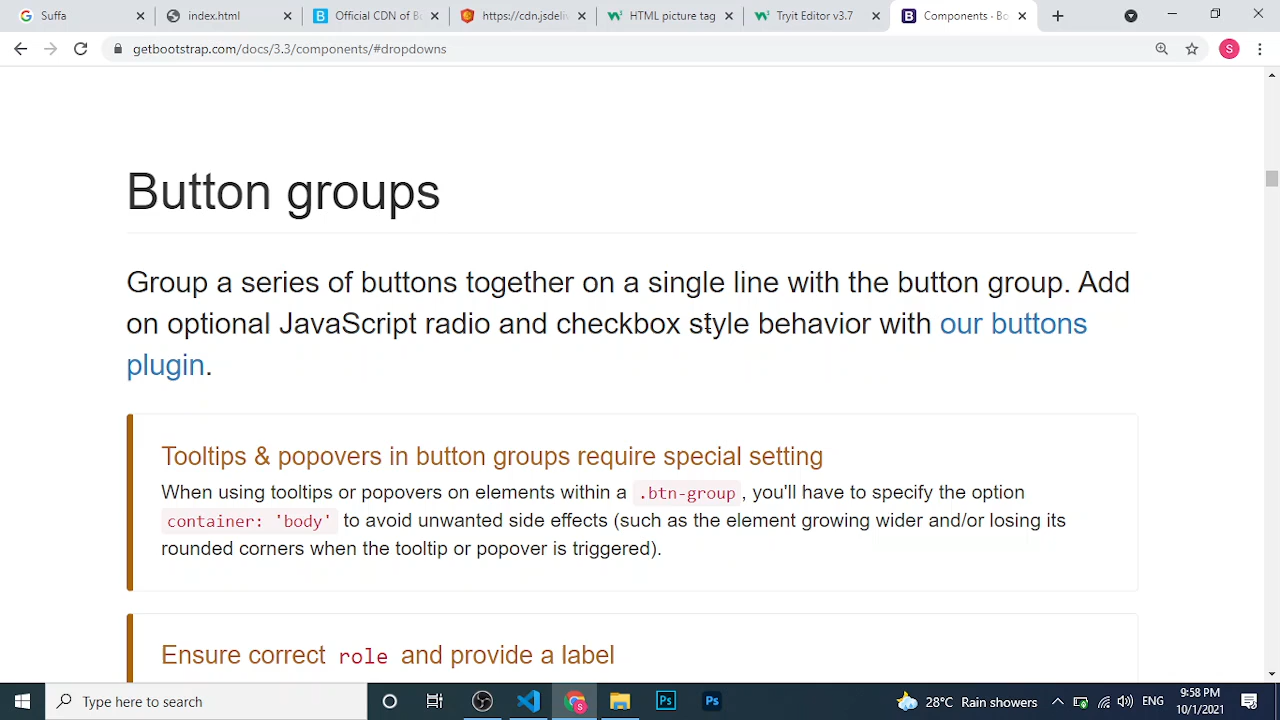 Suffa
index.html
Official CDN of Bo
https://cdn.jsdeli
HTML picture tag
Tryit Editor v3.7
Components · Bo
getbootstrap.com/docs/3.3/components/#dropdowns
S
Button groups
Group a series of buttons together on a single line with the button group. Add
on optional JavaScript radio and checkbox style behavior with our buttons
plugin.
Tooltips & popovers in button groups require special setting
When using tooltips or popovers on elements within a .btn-group, you'll have to specify the option
container: 'body' to avoid unwanted side effects (such as the element growing wider and/or losing its
rounded corners when the tooltip or popover is triggered).
Ensure correct role and provide a label
Type here to search
Ps
Ps
28°C Rain showers
ENG
9:58 PM
10/1/2021